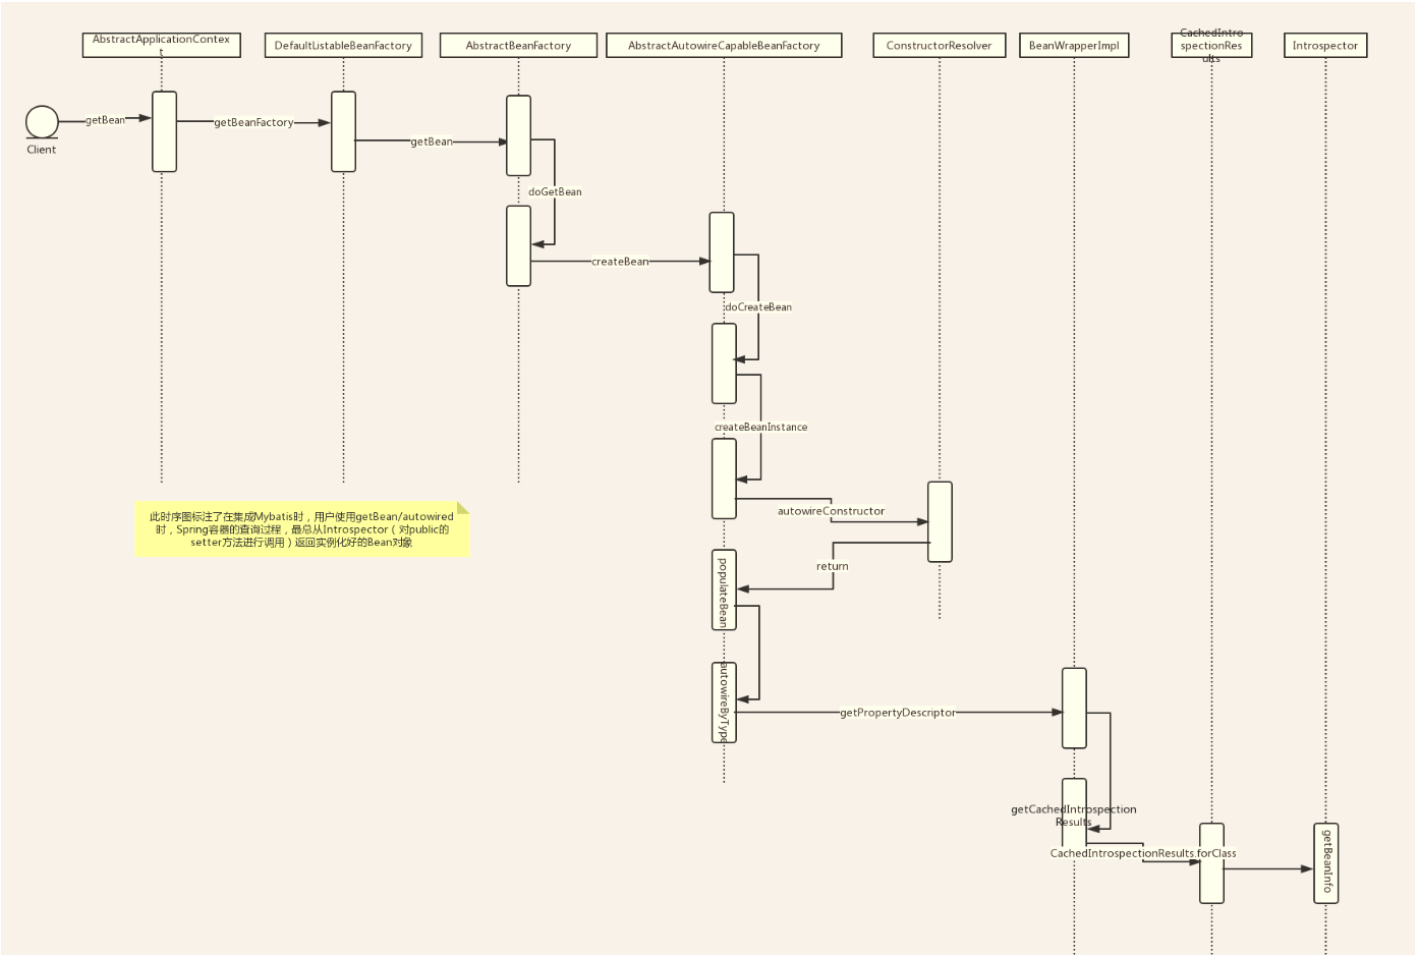 AbstractApplicationContex
t
DefaultListableBeanFactory
AbstractBeanFactory
AbstractAutowireCapableBeanFactory
ConstructorResolver
BeanWrapperImpl
CachedIntro
spectionRes
ults
Introspector
getBean
Client
getBeanFactory
getBean
doGetBean
createBean
doCreateBean
createBeanInstance
autowireConstructor
return
此时序图标注了在集成Mybatis时，用户使用getBean/autowired
时，Spring容器的查询过程，最总从Introspector（对public的
setter方法进行调用）返回实例化好的Bean对象
populateBean
autowireByType
getPropertyDescriptor
getCachedIntrospection
Results
CachedIntrospectionResults.forClass
getBeanInfo